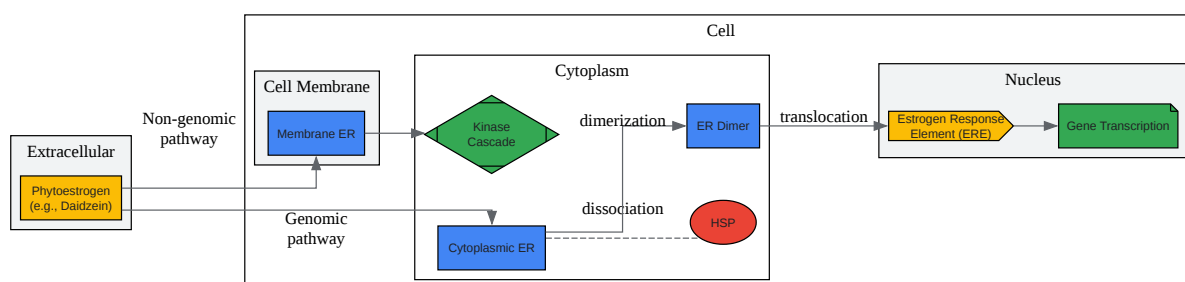 Cell
Cytoplasm
Nucleus
Cell Membrane
Non-genomic
pathway
Membrane ER
Kinase
Cascade
dimerization
ER Dimer
translocation
Estrogen Response
Element (ERE)
Gene Transcription
Extracellular
Phytoestrogen
(e.g., Daidzein)
Genomic
pathway
dissociation
HSP
Cytoplasmic ER